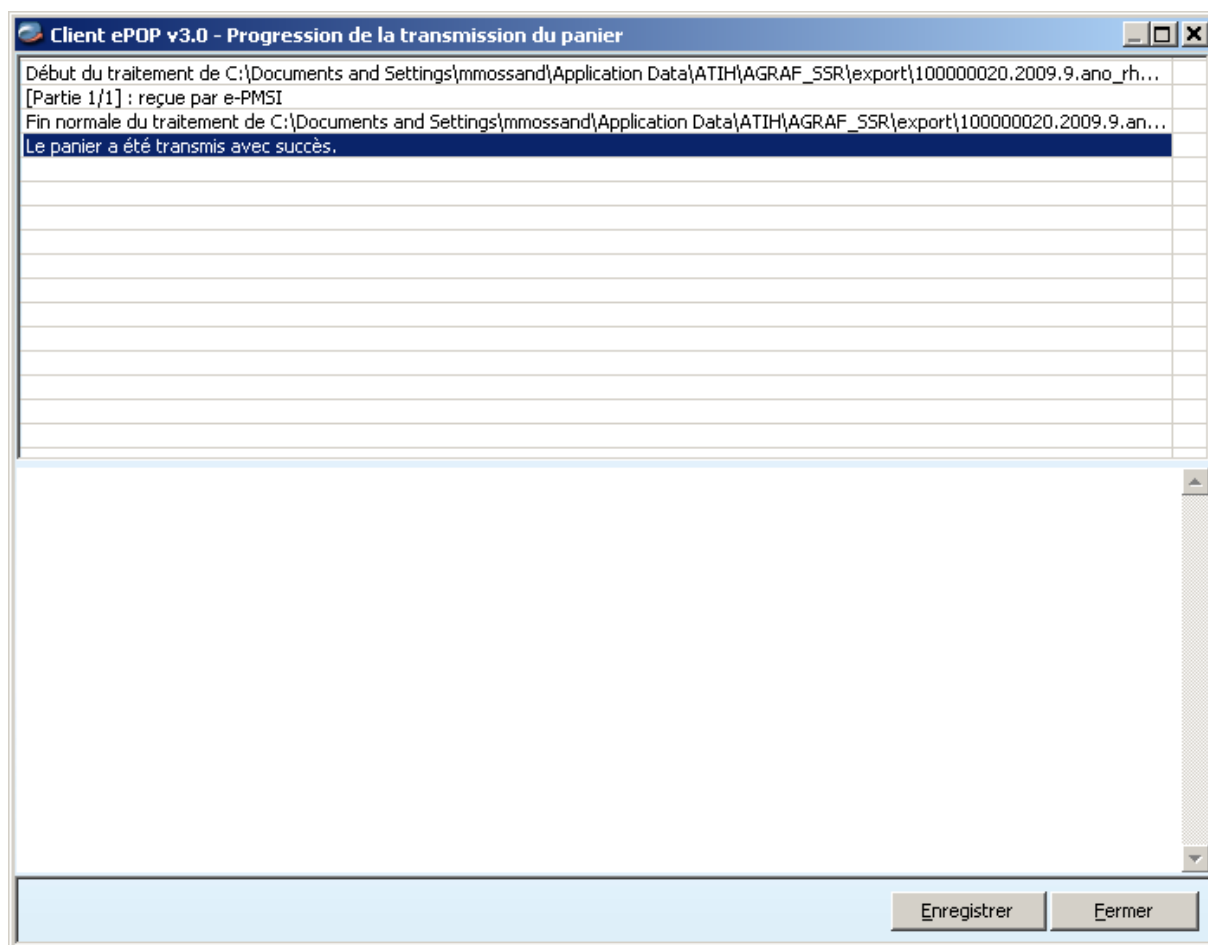 Client ePOP v3.0 - Progression de la transmission du panier
Début du traitement de C:\Documents and Settings\mmossand\Application Data\ATIH\AGRAF_SSR\export\100000020.2009.9.ano_rh...
[Partie 1/1] : reçue par e-PMSI
Fin normale du traitement de C:\Documents and Settings\mmossand\Application Data\ATIH\AGRAF_SSR\export\100000020.2009.9.an...
Le panier a été transmis avec succès.
Enregistrer
Fermer